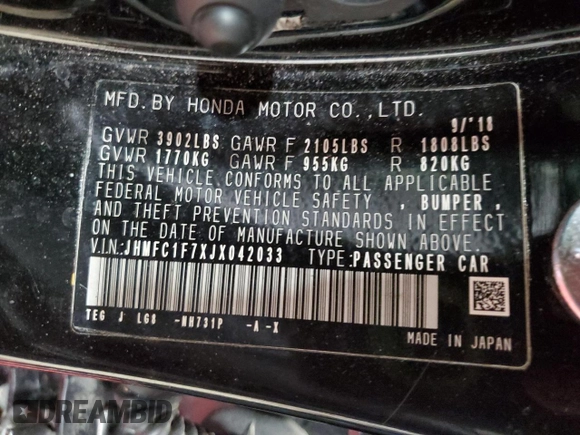 MFD. BY HONDA MOTOR CO., LTD.
9/'18
GVWR 3902LBS GAWR F 2105LBS R 1808LBS
GVWR 1770KG GAWR F 955KG R 820KG
THIS VEHICLE CONFORMS TO ALL APPLICABLE
FEDERAL MOTOR VEHICLE SAFETY , BUMPER ,
AND THEFT PREVENTION STANDARDS IN EFFECT
ON THE DATE OF MANUFACTURE SHOWN ABOVE.
V.I.N:JHMFC1F7XJX042033 TYPE:PASSENGER CAR
TEG J LG8 -NH731P -A -X
MADE IN JAPAN
DREAMBID